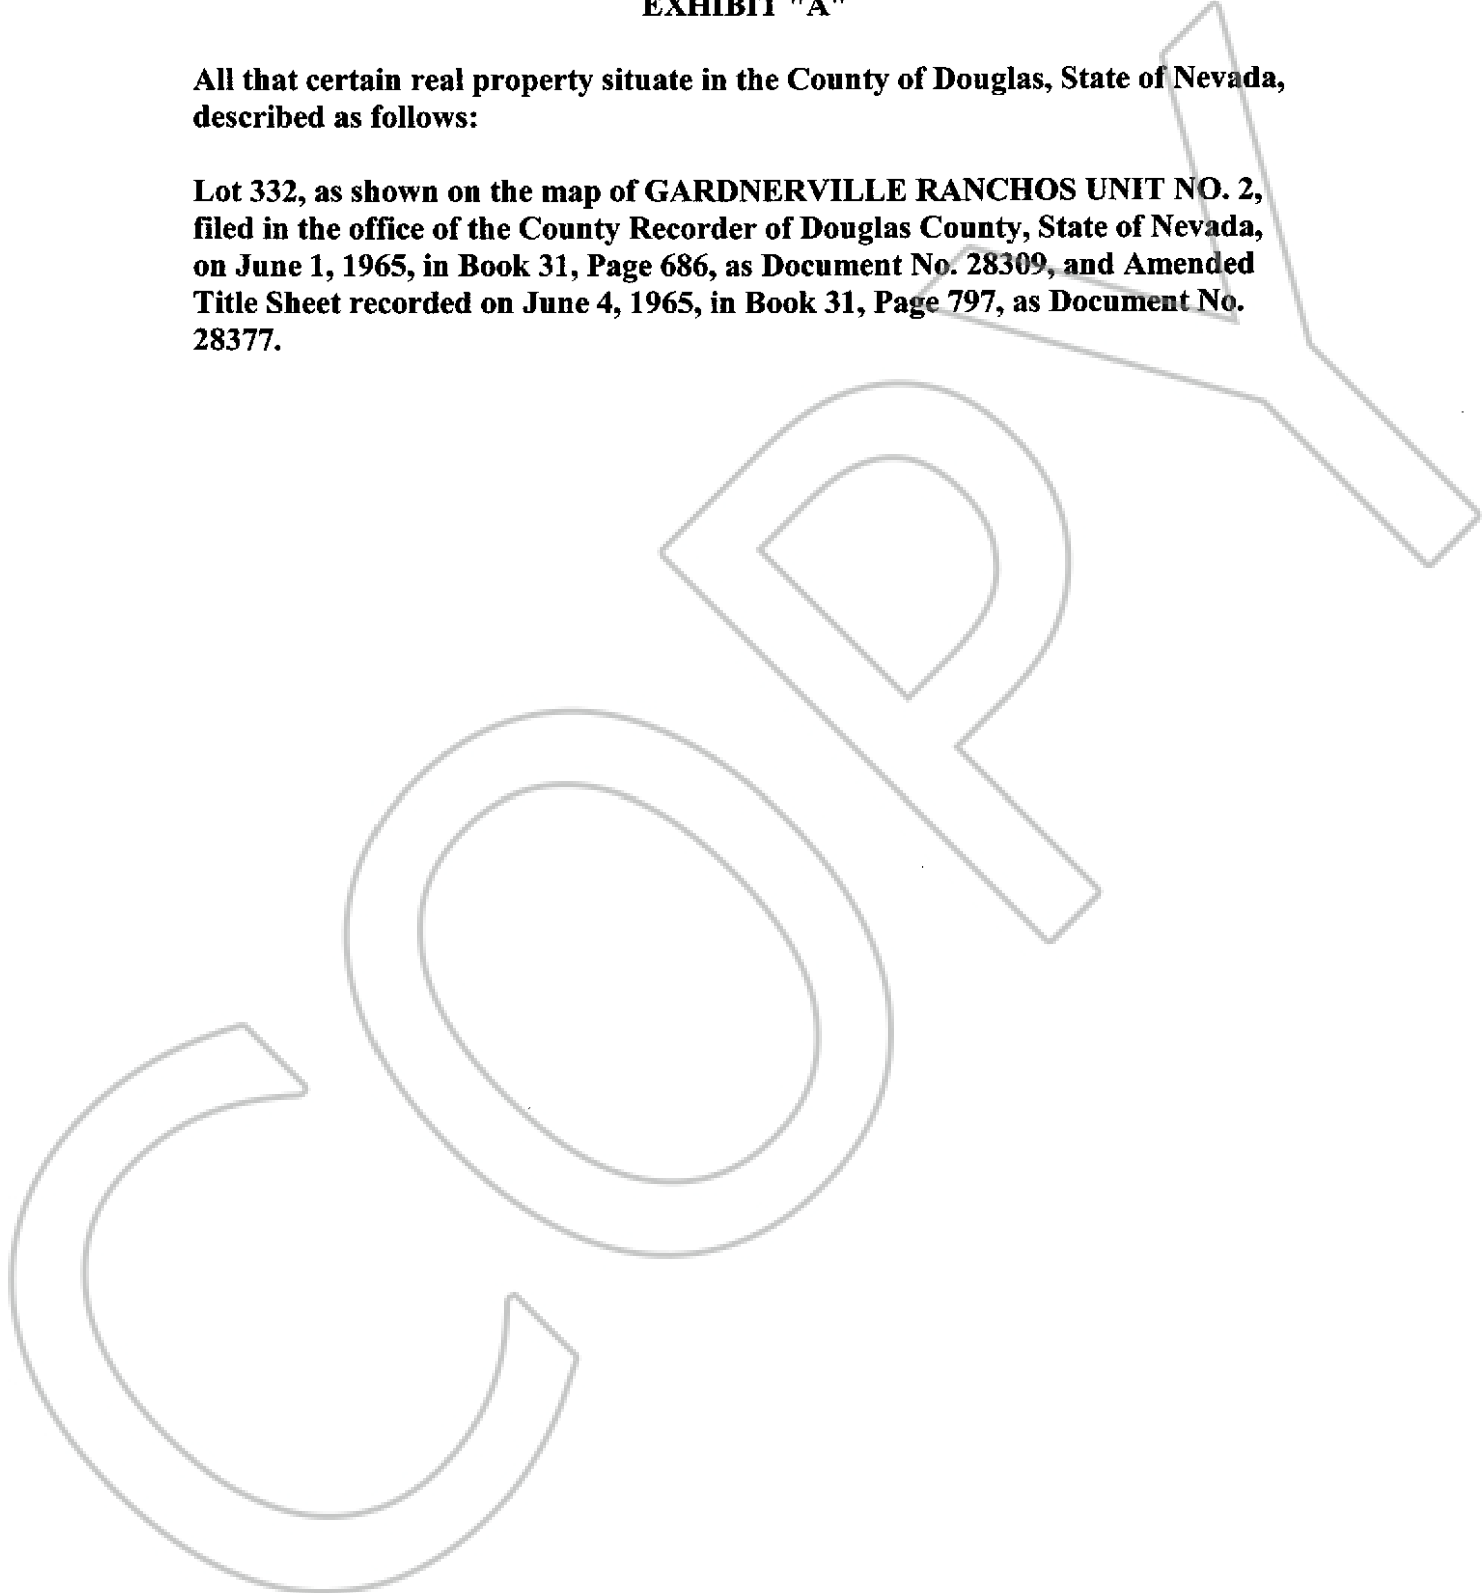 EXHIBIT "A"
All that certain real property situate in the County of Douglas, State of Nevada,
described as follows:
Lot 332, as shown on the map of GARDNERVILLE RANCHOS UNIT NO. 2,
filed in the office of the County Recorder of Douglas County, State of Nevada,
on June 1, 1965, in Book 31, Page 686, as Document No. 28309, and Amended
Title Sheet recorded on June 4, 1965, in Book 31, Page 797, as Document No.
28377.
COPY